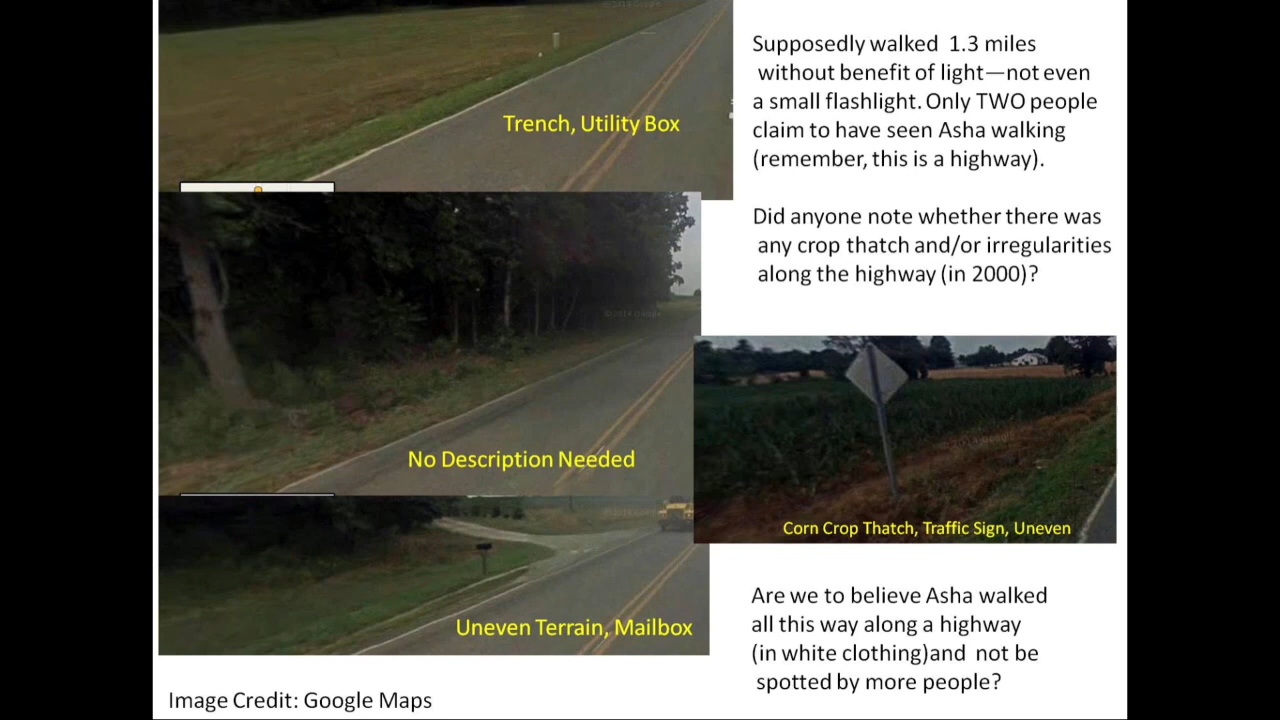 Trench, Utility Box
No Description Needed
Uneven Terrain, Mailbox
Image Credit: Google Maps
Supposedly walked 1.3 miles
without benefit of light—not even
a small flashlight. Only TWO people
claim to have seen Asha walking
(remember, this is a highway).
Did anyone note whether there was
any crop thatch and/or irregularities
along the highway (in 2000)?
Corn Crop Thatch, Traffic Sign, Uneven
Are we to believe Asha walked
all this way along a highway
(in white clothing)and not be
spotted by more people?